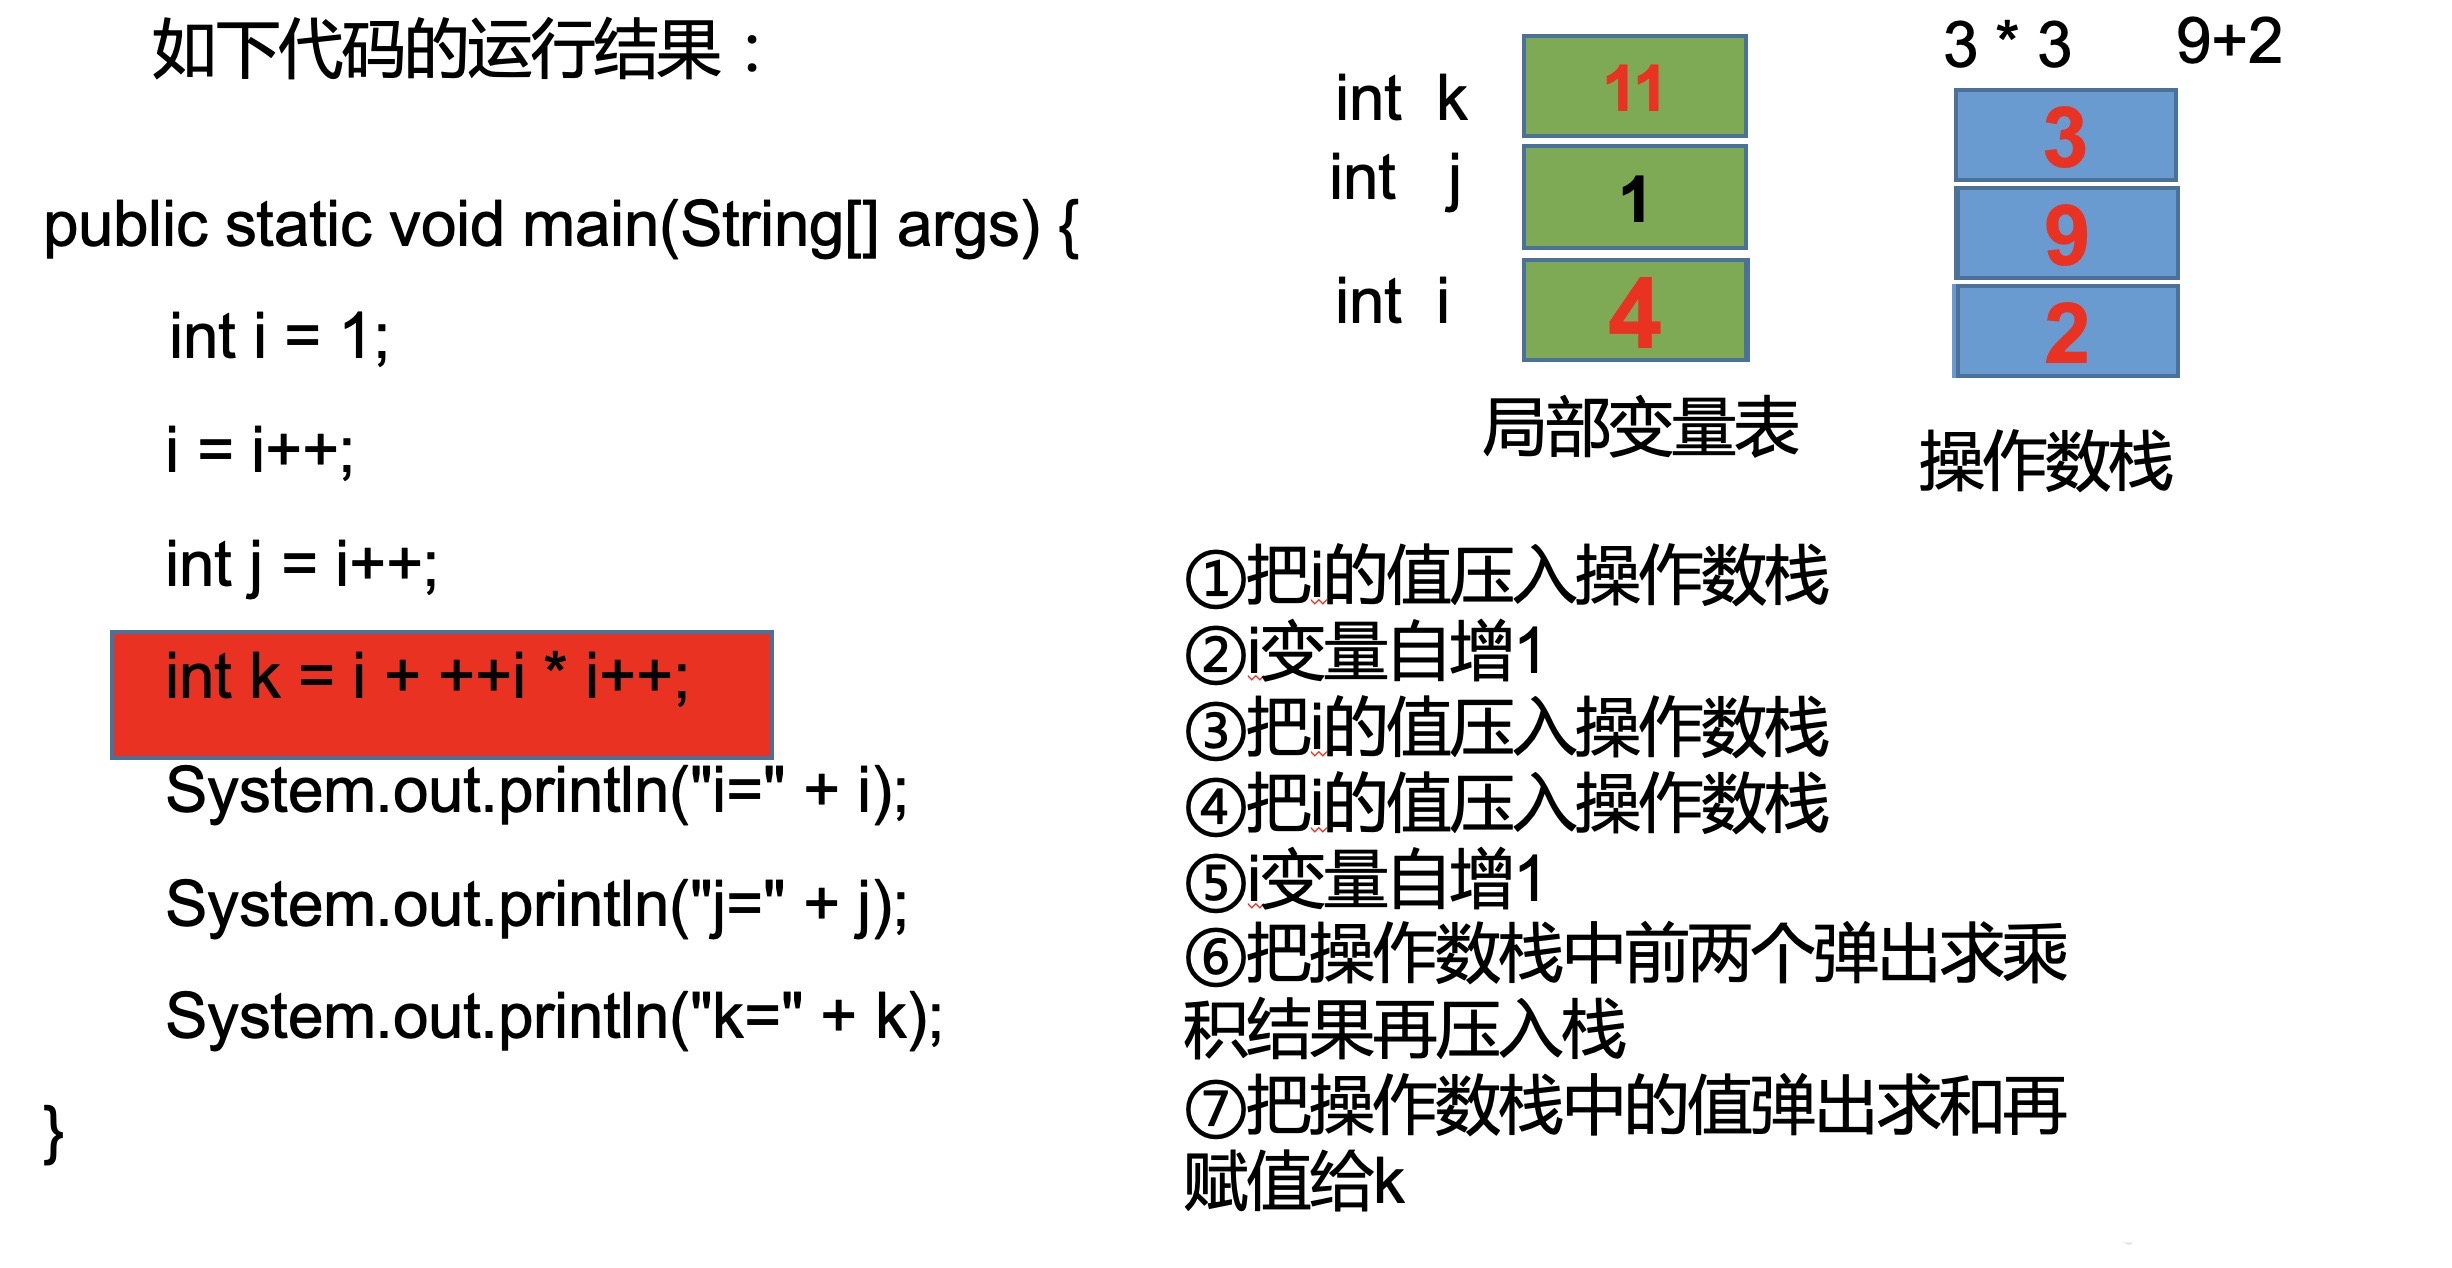 如下代码的运行结果：
public static void main(String[] args) {
int i = 1;
i = i++;
int j = i++;
int k = i + ++i * i++;
System.out.println("i=" + i);
System.out.println("j=" + j);
System.out.println("k=" + k);
}
int k
11
int j
1
int i
4
局部变量表
3 * 3
9+2
3
9
2
操作数栈
①把i的值压入操作数栈
②i变量自增1
③把i的值压入操作数栈
④把i的值压入操作数栈
⑤i变量自增1
⑥把操作数栈中前两个弹出求乘
积结果再压入栈
⑦把操作数栈中的值弹出求和再
赋值给k